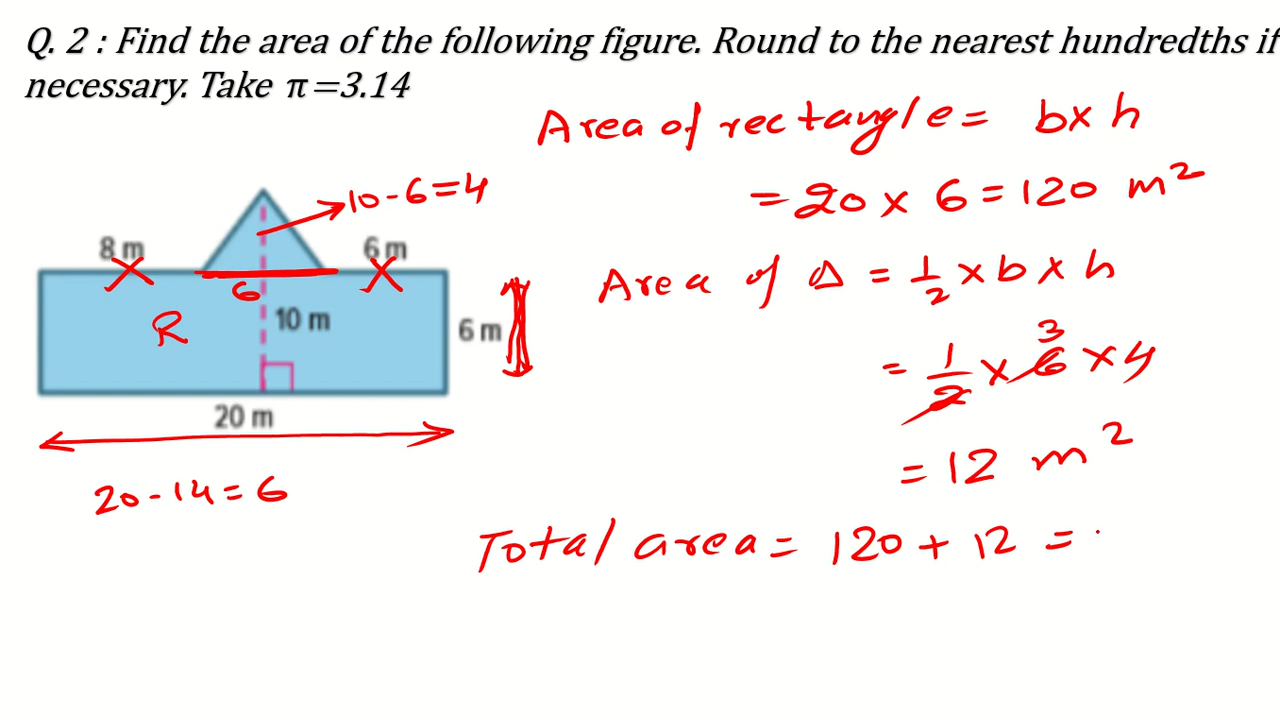 Q. 2 : Find the area of the following figure. Round to the nearest hundredths if
necessary. Take π=3.14
Area of rectangle = b x h
= 20 x 6 = 120 m²
10 - 6 = 4
8 m
6 m
6
R
10 m
6 m
20 m
20 - 14 = 6
Area of Δ = 1/2 x b x h
3
= 1/2 x 6 x 4
= 12 m²
Total area = 120 + 12 =